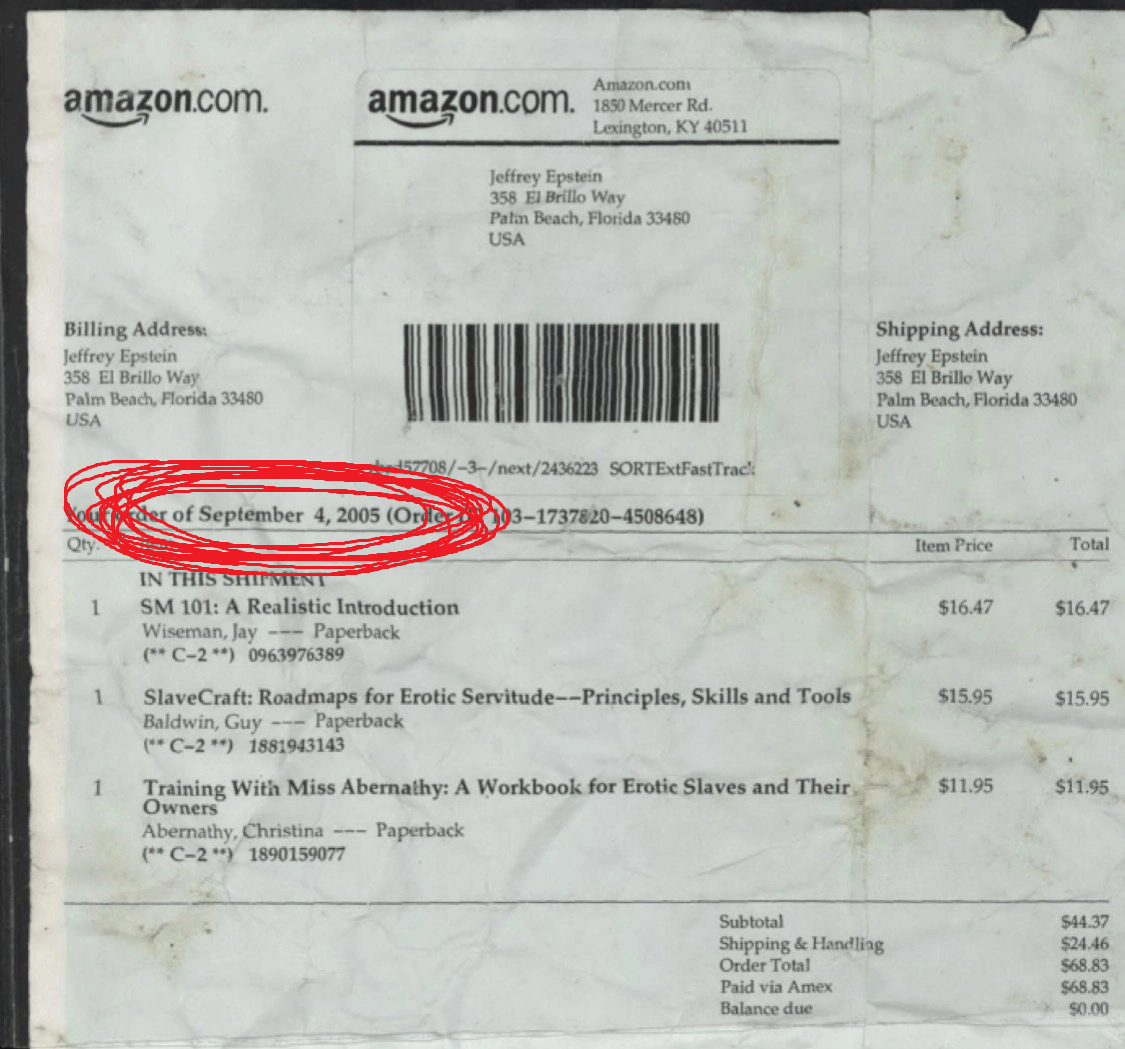 amazon.com.
amazon.com.
Amazon.com
1850 Mercer Rd.
Lexington, KY 40511
Jeffrey Epstein
358 El Brillo Way
Palm Beach, Florida 33480
USA
Billing Address:
Jeffrey Epstein
358 El Brillo Way
Palm Beach, Florida 33480
USA
Shipping Address:
Jeffrey Epstein
358 El Brillo Way
Palm Beach, Florida 33480
USA
/-3-/next/2436223 SORTExtFastTrack
Your order of September 4, 2005 (Order 103-1737820-4508648)
Qty. Item Price Total
IN THIS SHIPMENT
1 SM 101: A Realistic Introduction $16.47 $16.47
Wiseman, Jay --- Paperback
(** C-2 **) 0963976389
1 SlaveCraft: Roadmaps for Erotic Servitude--Principles, Skills and Tools $15.95 $15.95
Baldwin, Guy --- Paperback
(** C-2 **) 1881943143
1 Training With Miss Abernathy: A Workbook for Erotic Slaves and Their $11.95 $11.95
Owners
Abernathy, Christina --- Paperback
(** C-2 **) 1890159077
Subtotal $44.37
Shipping & Handling $24.46
Order Total $68.83
Paid via Amex $68.83
Balance due $0.00